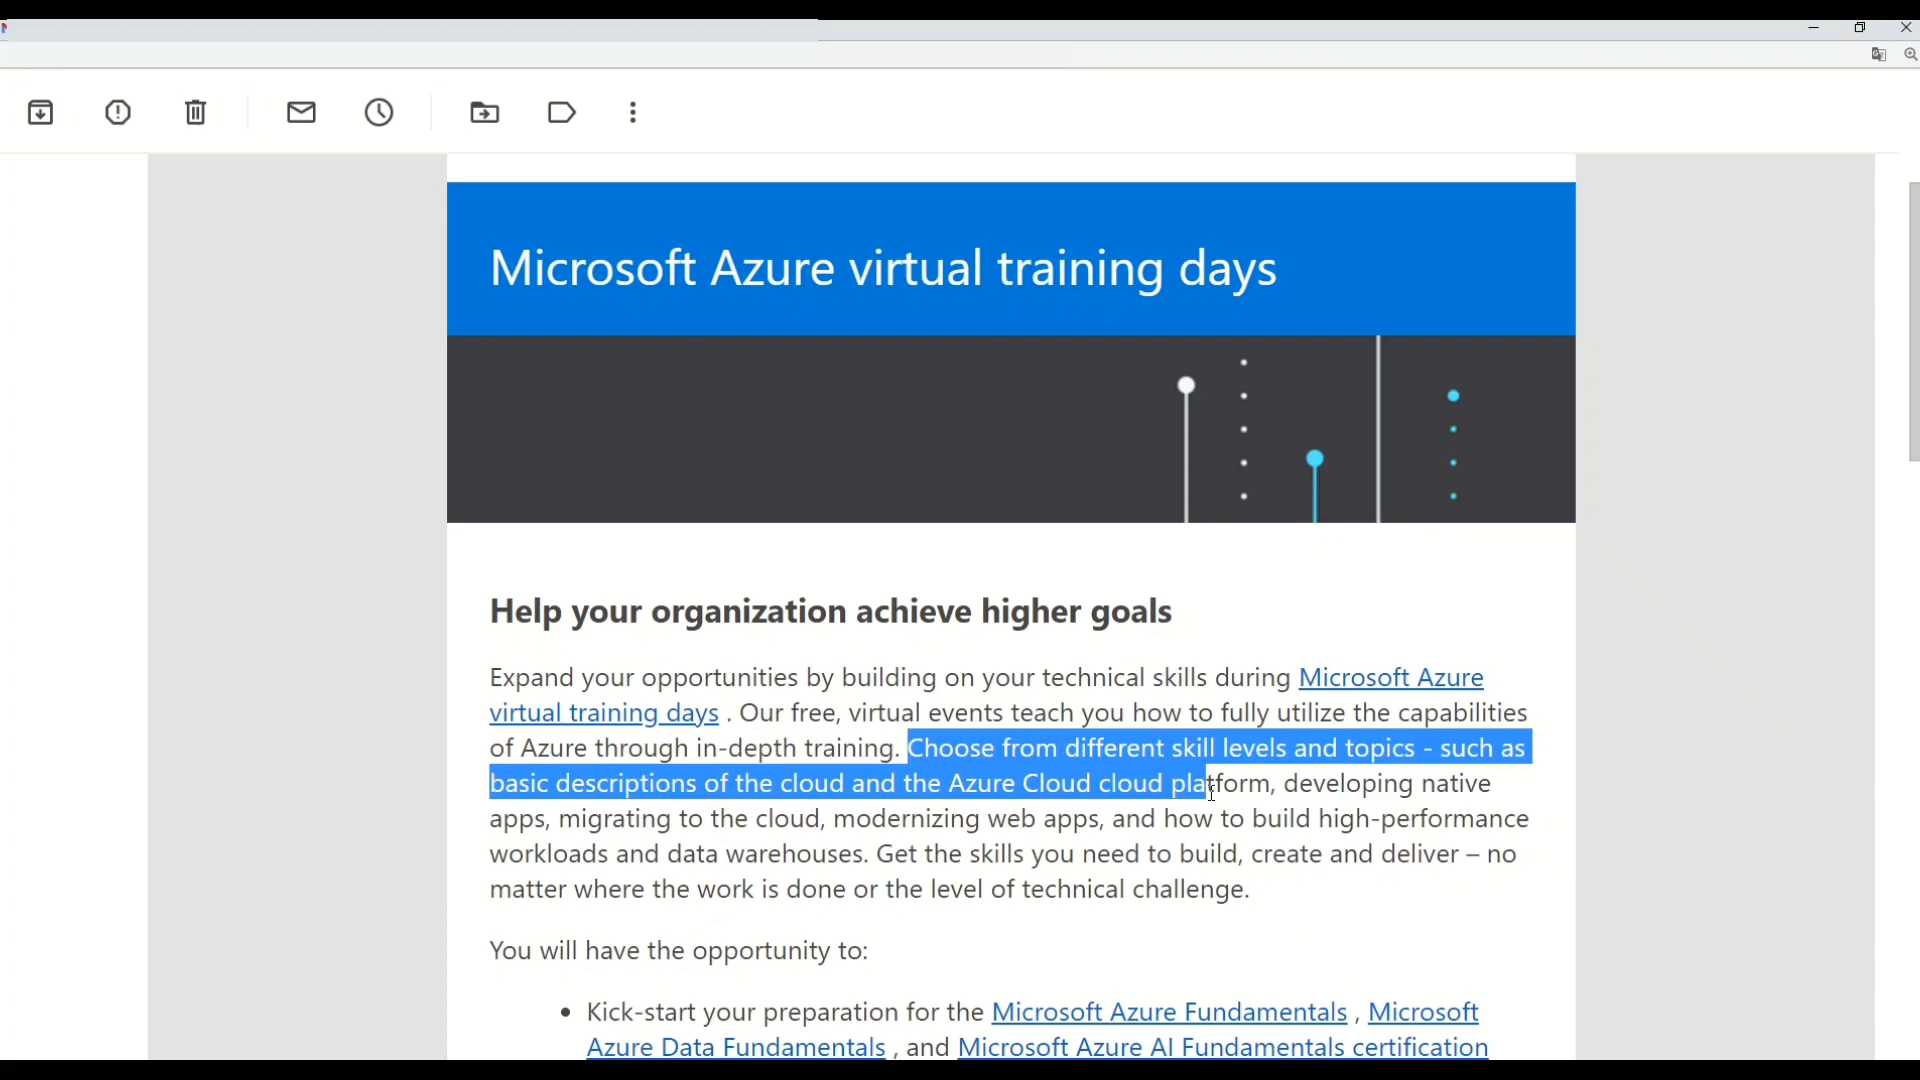 Microsoft Azure virtual training days
Help your organization achieve higher goals
Expand your opportunities by building on your technical skills during Microsoft Azure
virtual training days . Our free, virtual events teach you how to fully utilize the capabilities
of Azure through in-depth training. Choose from different skill levels and topics - such as
basic descriptions of the cloud and the Azure Cloud cloud platform, developing native
apps, migrating to the cloud, modernizing web apps, and how to build high-performance
workloads and data warehouses. Get the skills you need to build, create and deliver – no
matter where the work is done or the level of technical challenge.
You will have the opportunity to:
• Kick-start your preparation for the Microsoft Azure Fundamentals , Microsoft
Azure Data Fundamentals , and Microsoft Azure AI Fundamentals certification